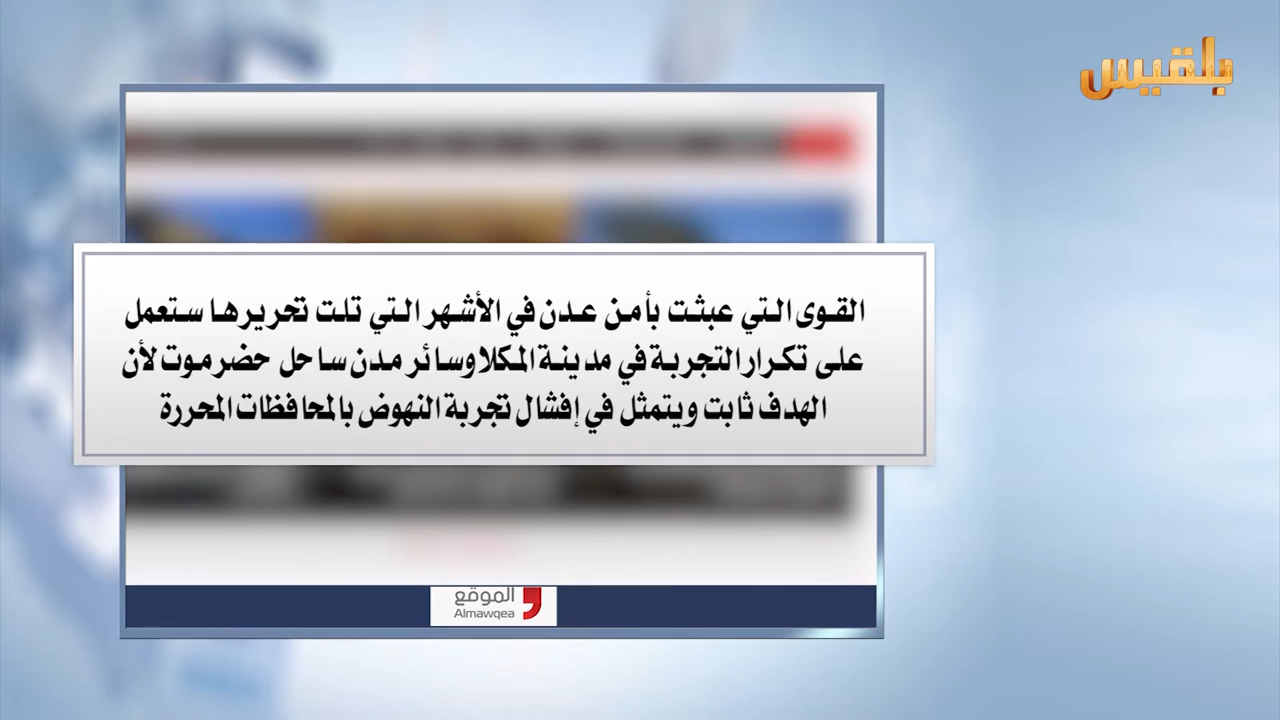 بلقيس
القوى التي عبثت بأمن عدن في الأشهر التي تلت تحريرها ستعمل
على تكرار التجربة في مدينة المكلا وسائر مدن ساحل حضرموت لأن
الهدف ثابت ويتمثل في إفشال تجربة النهوض بالمحافظات المحررة
الموقع
Almawqea